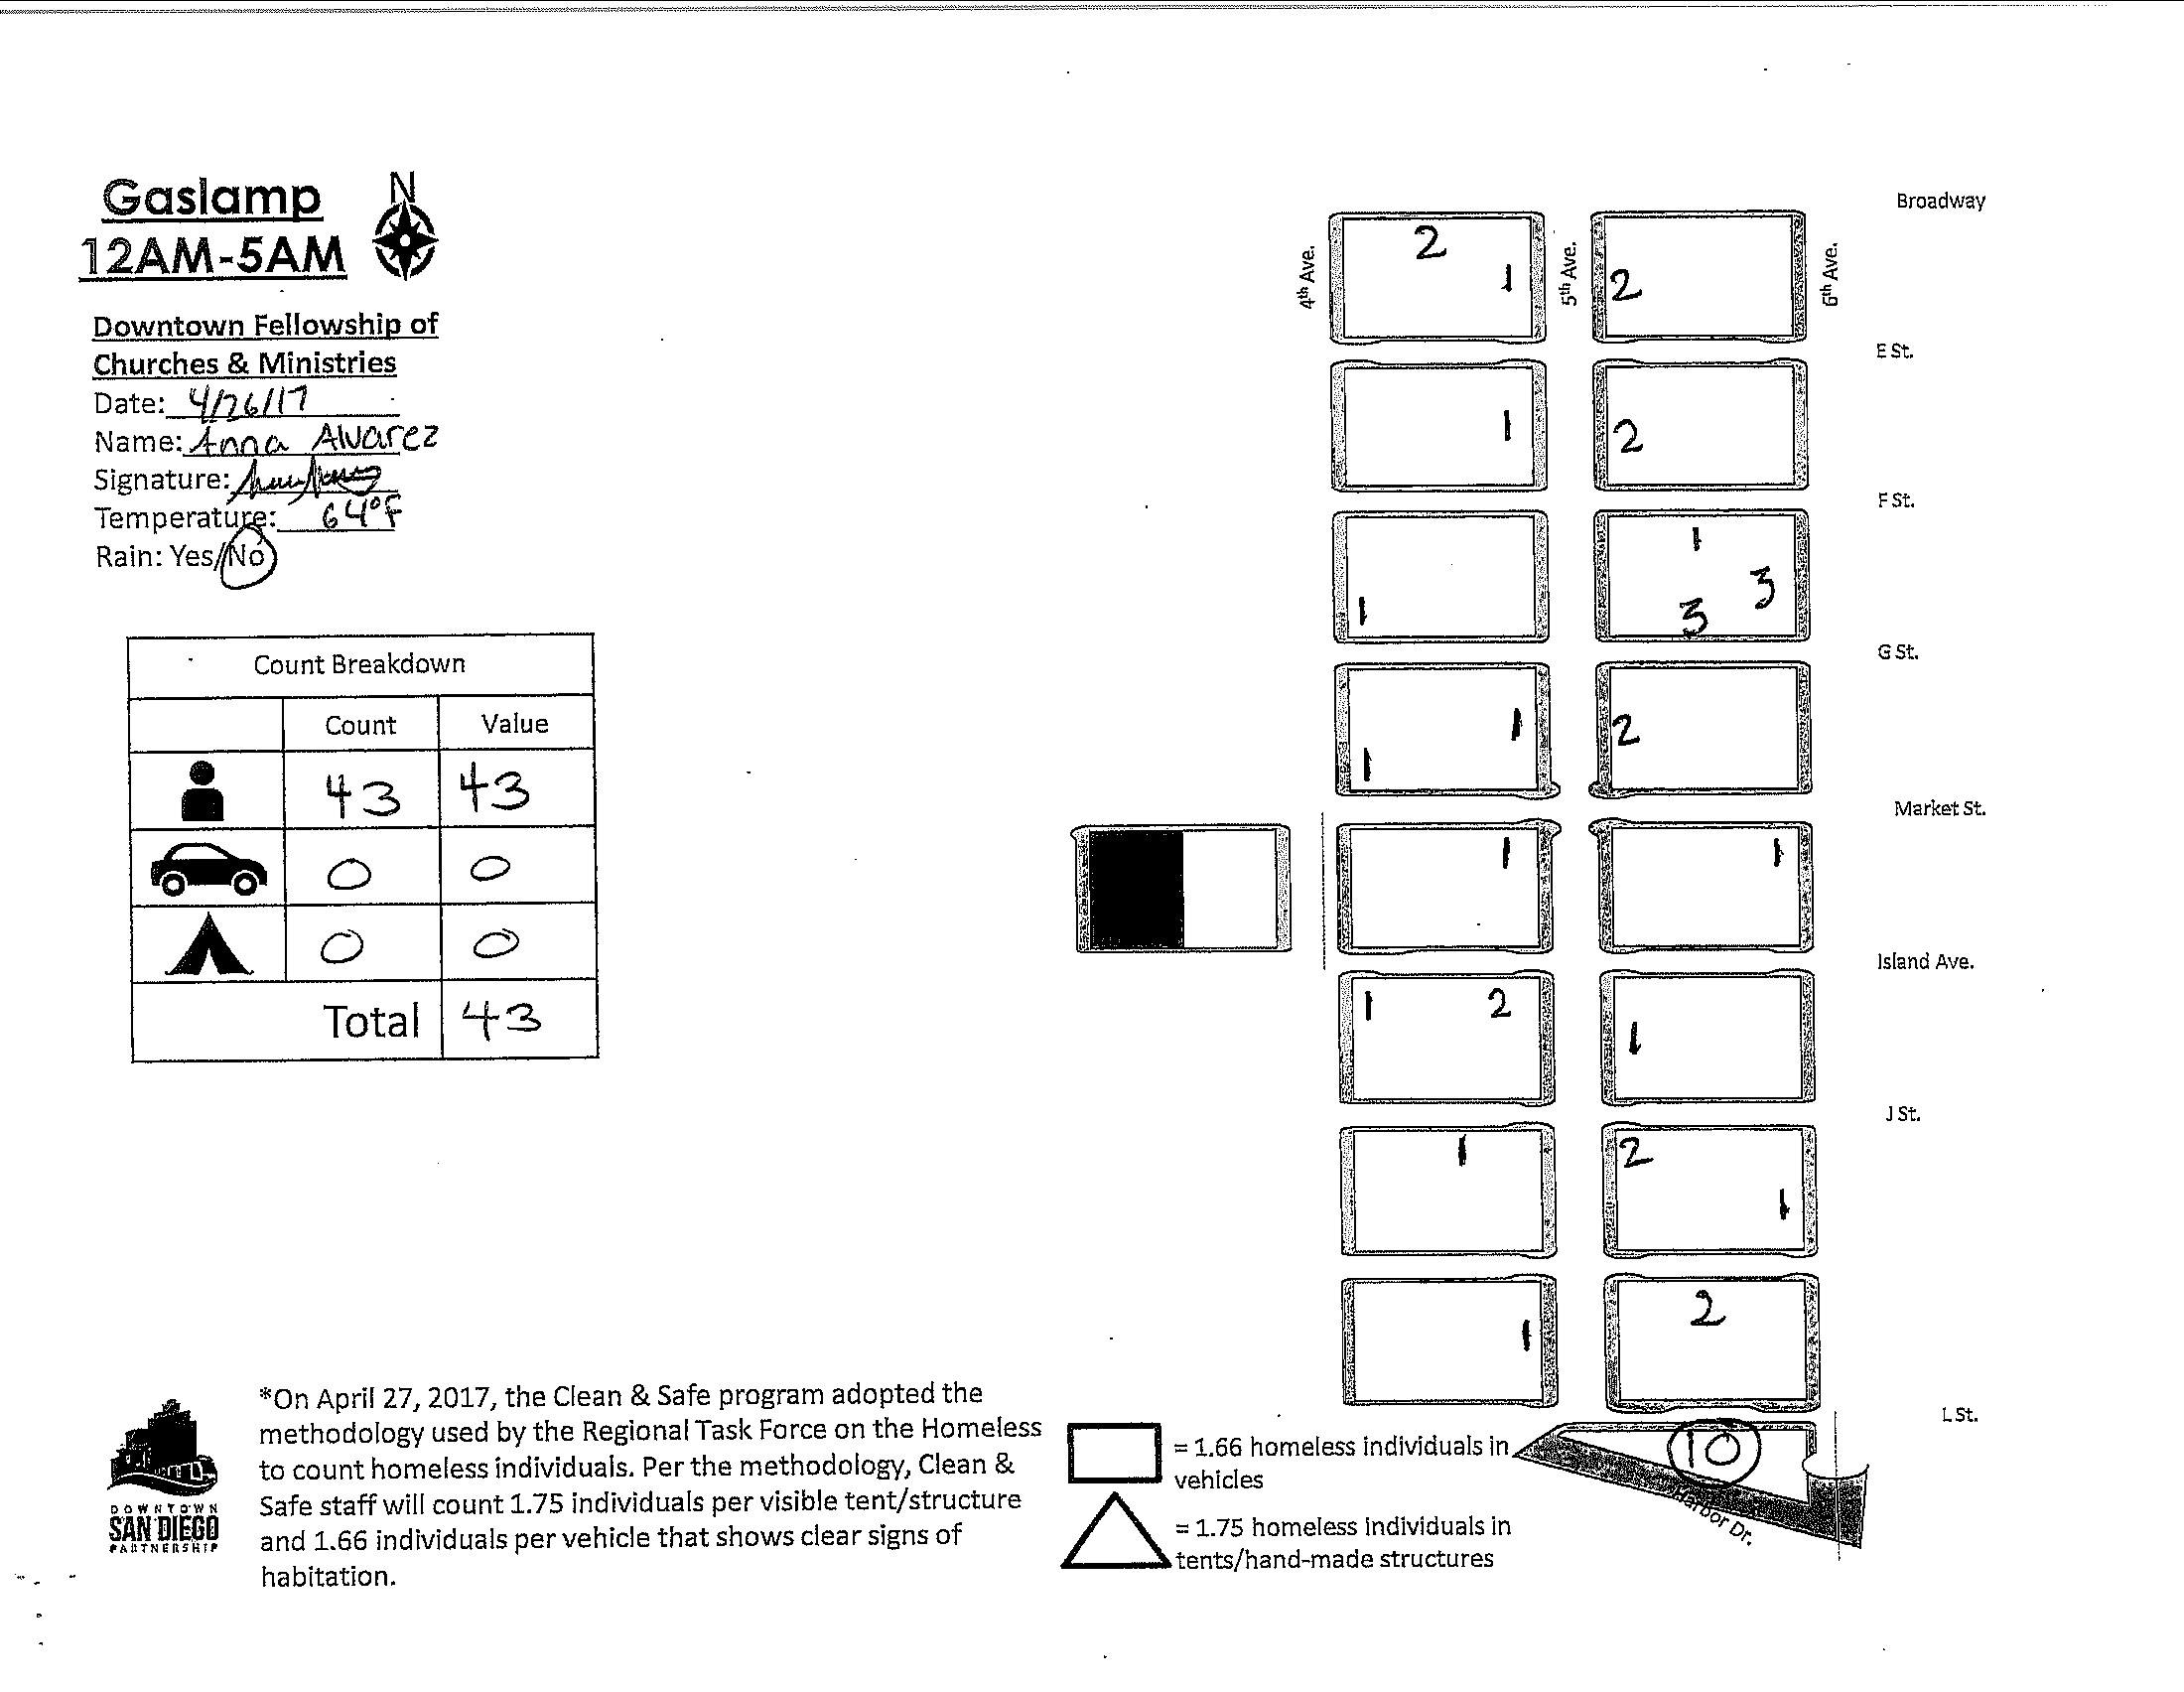 Gaslamp
N
12AM-5AM
Downtown Fellowship of
Churches & Ministries
Date: 4/26/17
Name: Anna Alvarez
Signature:
Temperature: 64°F
Rain: Yes/No
Count Breakdown
Count Value
43 43
0 0
0 0
Total 43
Broadway
4th Ave.
5th Ave.
6th Ave.
2
1 2
E St.
1 2
F St.
1
1 3 3
G St.
1 1 2
Market St.
1 1
Island Ave.
1 2
1
J St.
1 2
1
1 2
L St.
10
Harbor Dr.
*On April 27, 2017, the Clean & Safe program adopted the
methodology used by the Regional Task Force on the Homeless
to count homeless individuals. Per the methodology, Clean &
Safe staff will count 1.75 individuals per visible tent/structure
and 1.66 individuals per vehicle that shows clear signs of
habitation.
DOWNTOWN
SAN DIEGO
PARTNERSHIP
= 1.66 homeless individuals in
vehicles
= 1.75 homeless individuals in
tents/hand-made structures